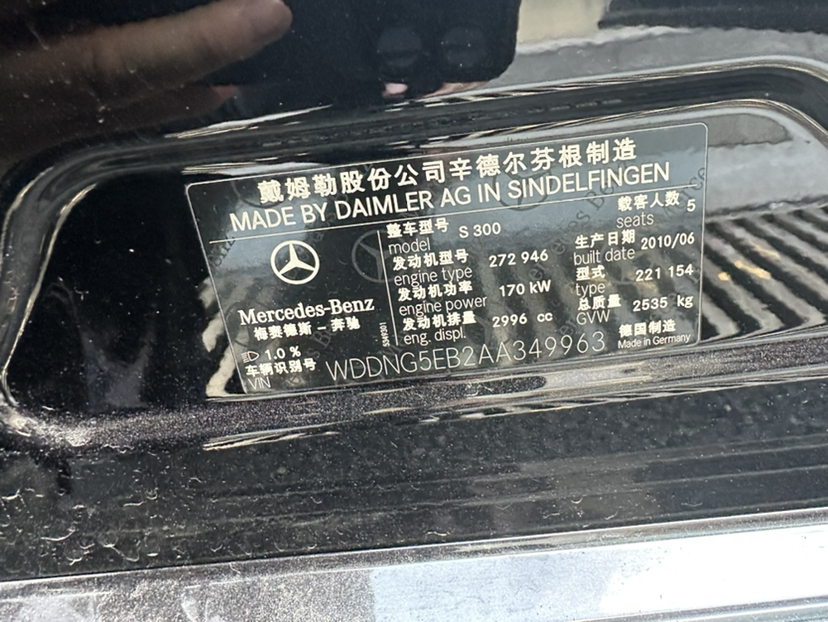 戴姆勒股份公司辛德尔芬根制造
MADE BY DAIMLER AG IN SINDELFINGEN
整车型号 S 300 载客人数 5
model seats
发动机型号 272 946 生产日期 2010/06
engine type built date
发动机功率 170 kW 型式 221 154
engine power type
发动机排量 2996 cc 总质量 2535 kg
eng. displ. GVW
Mercedes-Benz
梅赛德斯 – 奔驰
1.0 %
德国制造
Made in Germany
车辆识别号
VIN WDDNG5EB2AA349963